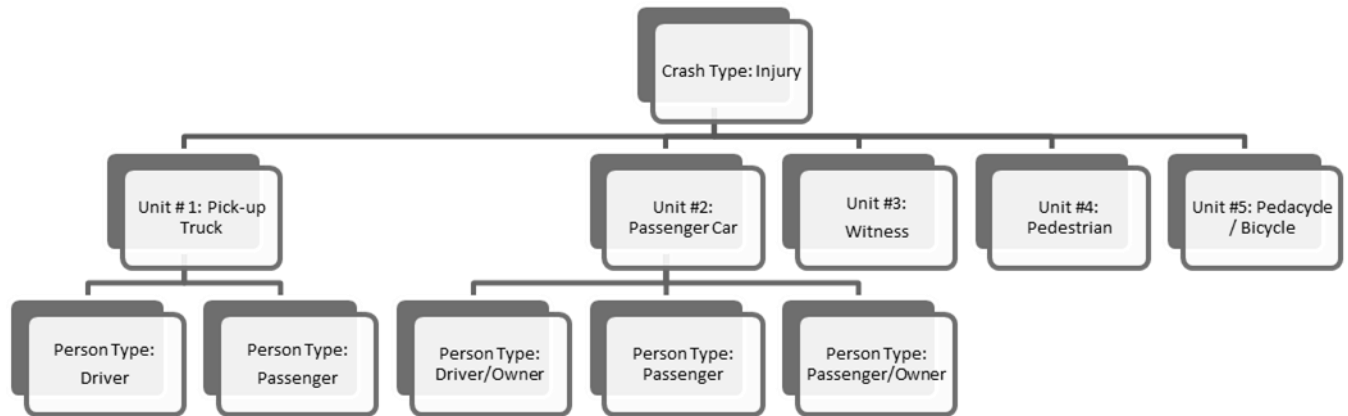 Crash Type: Injury
Unit # 1: Pick-up
Truck
Unit #2:
Passenger Car
Unit #3:
Witness
Unit #4:
Pedestrian
Unit #5: Pedacycle
/ Bicycle
Person Type:
Driver
Person Type:
Passenger
Person Type:
Driver/Owner
Person Type:
Passenger
Person Type:
Passenger/Owner